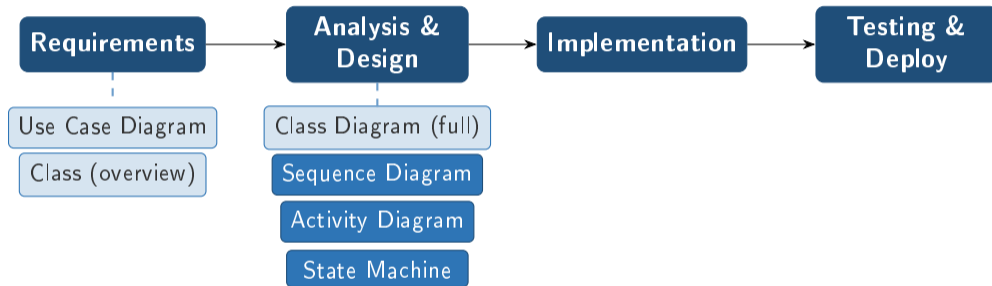 Requirements
Analysis &
Design
Implementation
Testing &
Deploy
Use Case Diagram
Class (overview)
Class Diagram (full)
Sequence Diagram
Activity Diagram
State Machine